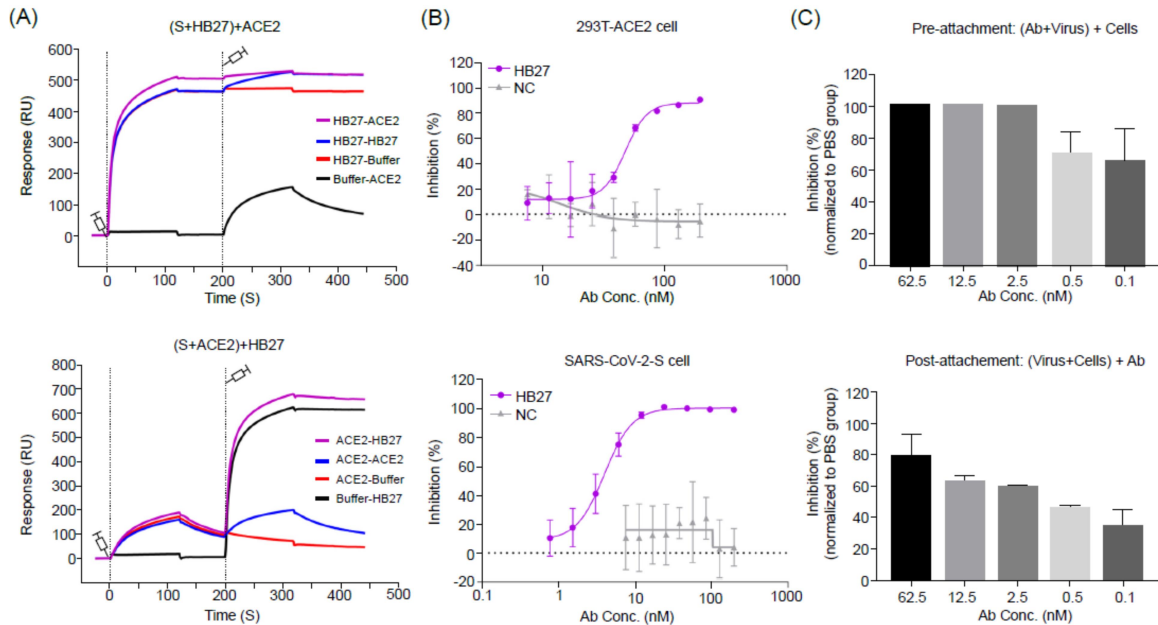 (A)
(S+HB27)+ACE2
600
500
400
300
200
100
0
Response (RU)
HB27-ACE2
HB27-HB27
HB27-Buffer
Buffer-ACE2
0
100
200
300
400
500
Time (S)
(S+ACE2)+HB27
800
700
600
500
400
300
200
100
0
Response (RU)
ACE2-HB27
ACE2-ACE2
ACE2-Buffer
Buffer-HB27
0
100
200
300
400
500
Time (S)
(B)
293T-ACE2 cell
120
100
80
60
40
20
0
-20
-40
Inhibition (%)
HB27
NC
10
100
1000
Ab Conc. (nM)
SARS-CoV-2-S cell
120
100
80
60
40
20
0
-20
Inhibition (%)
HB27
NC
0.1
1
10
100
1000
Ab Conc. (nM)
(C)
Pre-attachment: (Ab+Virus) + Cells
120
100
80
60
40
20
0
Inhibition (%)
(normalized to PBS group)
62.5
12.5
2.5
0.5
0.1
Ab Conc. (nM)
Post-attachement: (Virus+Cells) + Ab
120
100
80
60
40
20
0
Inhibition (%)
(normalized to PBS group)
62.5
12.5
2.5
0.5
0.1
Ab Conc. (nM)